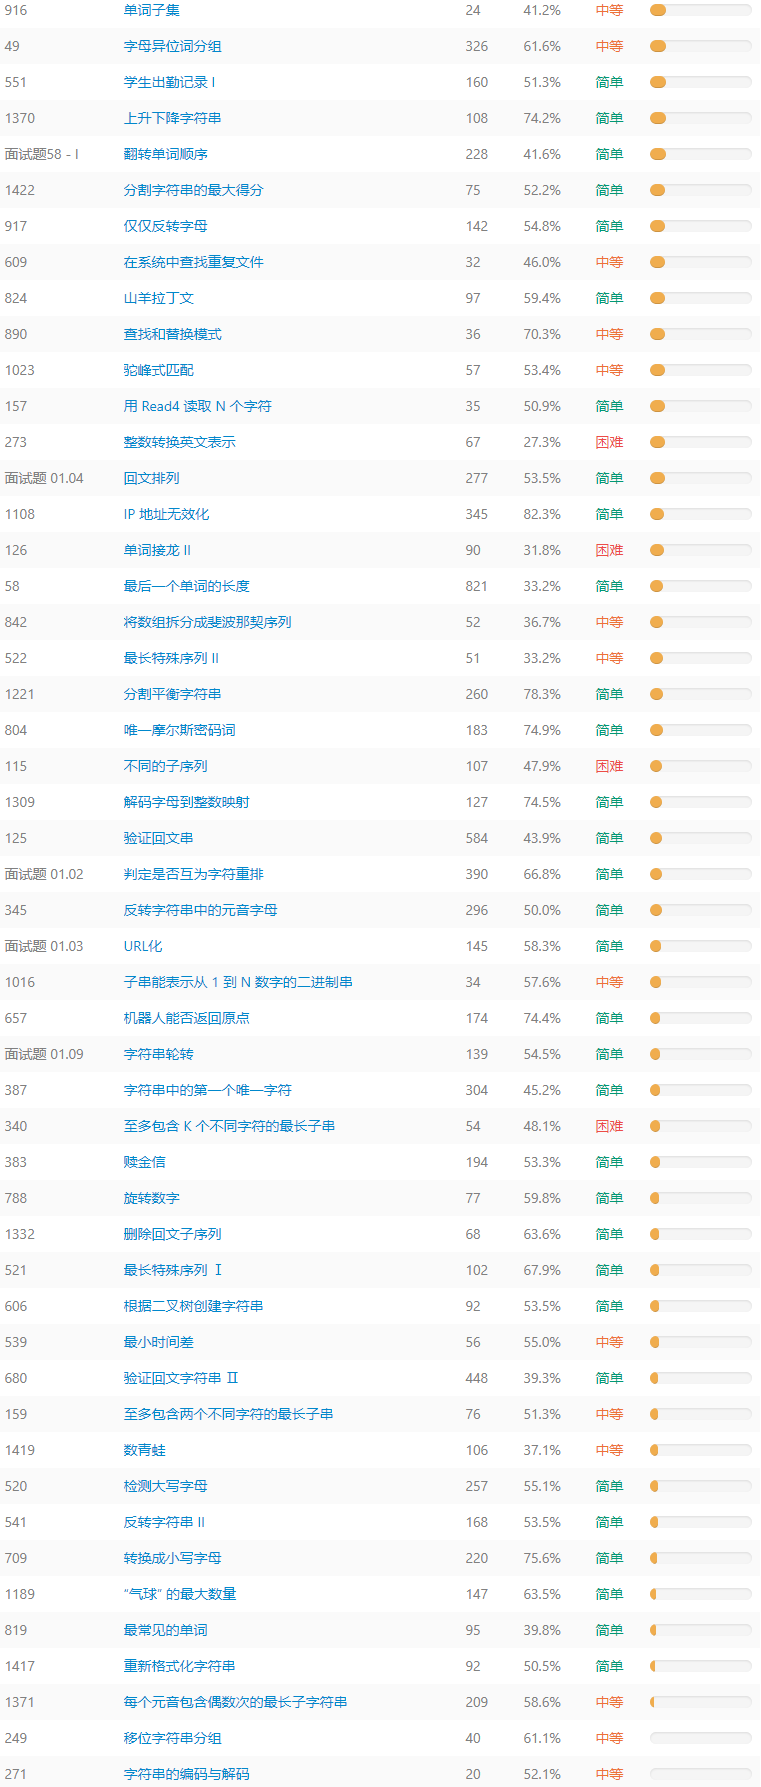 916 单词子集 24 41.2% 中等
49 字母异位词分组 326 61.6% 中等
551 学生出勤记录 I 160 51.3% 简单
1370 上升下降字符串 108 74.2% 简单
面试题58 - I 翻转单词顺序 228 41.6% 简单
1422 分割字符串的最大得分 75 52.2% 简单
917 仅仅反转字母 142 54.8% 简单
609 在系统中查找重复文件 32 46.0% 中等
824 山羊拉丁文 97 59.4% 简单
890 查找和替换模式 36 70.3% 中等
1023 驼峰式匹配 57 53.4% 中等
157 用 Read4 读取 N 个字符 35 50.9% 简单
273 整数转换英文表示 67 27.3% 困难
面试题 01.04 回文排列 277 53.5% 简单
1108 IP 地址无效化 345 82.3% 简单
126 单词接龙 II 90 31.8% 困难
58 最后一个单词的长度 821 33.2% 简单
842 将数组拆分成斐波那契序列 52 36.7% 中等
522 最长特殊序列 II 51 33.2% 中等
1221 分割平衡字符串 260 78.3% 简单
804 唯一摩尔斯密码词 183 74.9% 简单
115 不同的子序列 107 47.9% 困难
1309 解码字母到整数映射 127 74.5% 简单
125 验证回文串 584 43.9% 简单
面试题 01.02 判定是否互为字符重排 390 66.8% 简单
345 反转字符串中的元音字母 296 50.0% 简单
面试题 01.03 URL化 145 58.3% 简单
1016 子串能表示从 1 到 N 数字的二进制串 34 57.6% 中等
657 机器人能否返回原点 174 74.4% 简单
面试题 01.09 字符串轮转 139 54.5% 简单
387 字符串中的第一个唯一字符 304 45.2% 简单
340 至多包含 K 个不同字符的最长子串 54 48.1% 困难
383 赎金信 194 53.3% 简单
788 旋转数字 77 59.8% 简单
1332 删除回文子序列 68 63.6% 简单
521 最长特殊序列 Ⅰ 102 67.9% 简单
606 根据二叉树创建字符串 92 53.5% 简单
539 最小时间差 56 55.0% 中等
680 验证回文字符串 Ⅱ 448 39.3% 简单
159 至多包含两个不同字符的最长子串 76 51.3% 中等
1419 数青蛙 106 37.1% 中等
520 检测大写字母 257 55.1% 简单
541 反转字符串 II 168 53.5% 简单
709 转换成小写字母 220 75.6% 简单
1189 “气球” 的最大数量 147 63.5% 简单
819 最常见的单词 95 39.8% 简单
1417 重新格式化字符串 92 50.5% 简单
1371 每个元音包含偶数次的最长子字符串 209 58.6% 中等
249 移位字符串分组 40 61.1% 中等
271 字符串的编码与解码 20 52.1% 中等